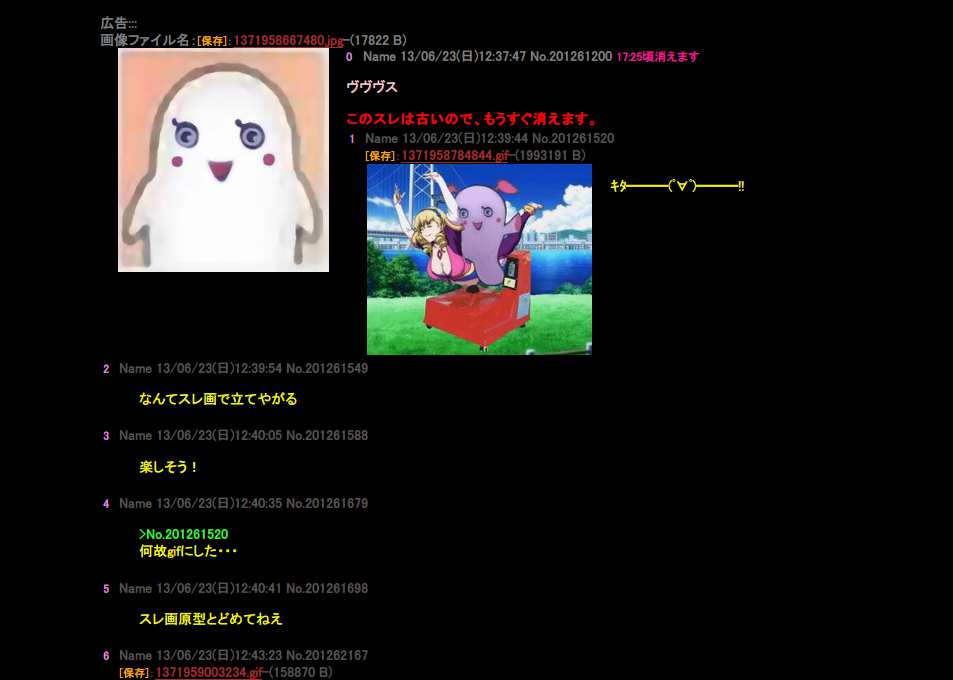 広告:::
画像ファイル名：[保存]：1371958667480.jpg-(17822 B)
0 Name 13/06/23(日)12:37:47 No.201261200 17:25頃消えます
ヴヴヴス
このスレは古いので、もうすぐ消えます。
1 Name 13/06/23(日)12:39:44 No.201261520
[保存]：1371958784844.gif-(1993191 B)
ｷﾀ━━━(ﾟ∀ﾟ)━━━!!
2 Name 13/06/23(日)12:39:54 No.201261549
なんてスレ画で立てやがる
3 Name 13/06/23(日)12:40:05 No.201261588
楽しそう！
4 Name 13/06/23(日)12:40:35 No.201261679
>No.201261520
何故gifにした・・・
5 Name 13/06/23(日)12:40:41 No.201261698
スレ画原型とどめてねえ
6 Name 13/06/23(日)12:43:23 No.201262167
[保存]：1371959003234.gif-(158870 B)